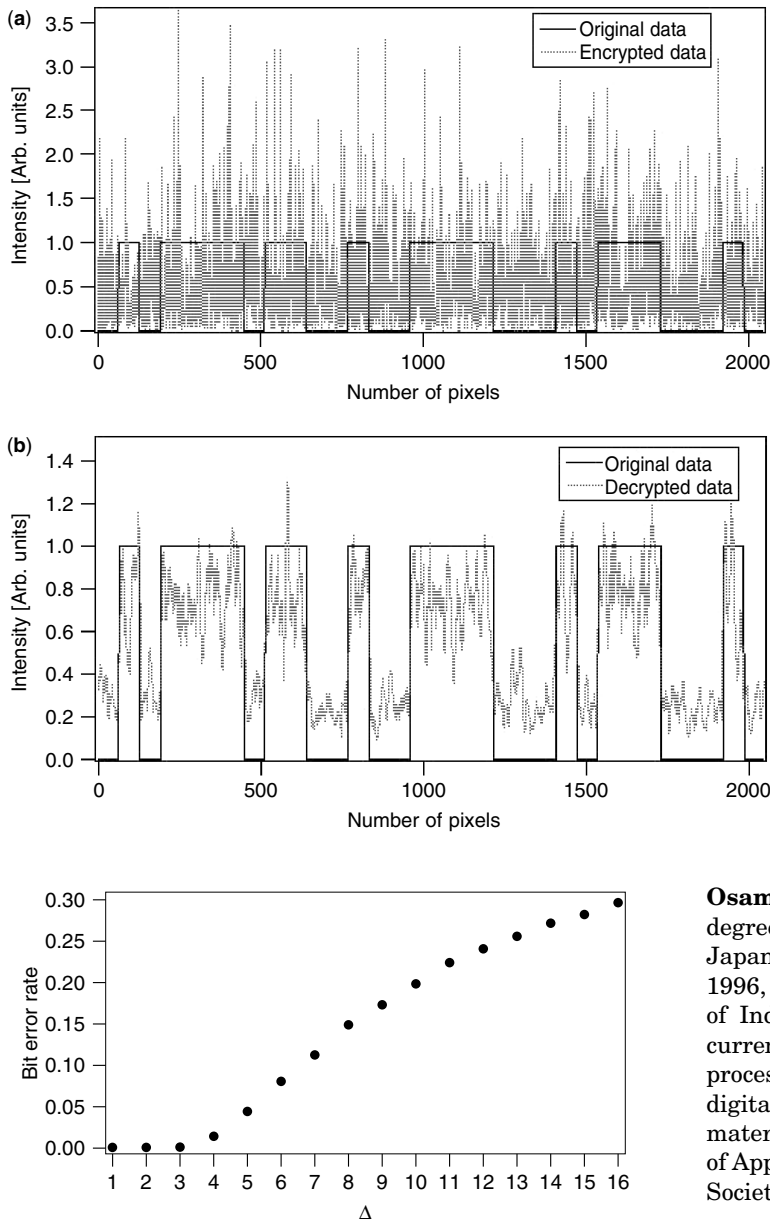 (a)
3.5
3.0
2.5
2.0
1.5
1.0
0.5
0.0
Intensity [Arb. units]
Original data
Encrypted data
0 500 1000 1500 2000
Number of pixels
(b)
1.4
1.2
1.0
0.8
0.6
0.4
0.2
0.0
Intensity [Arb. units]
Original data
Decrypted data
0 500 1000 1500 2000
Number of pixels
0.30
0.25
0.20
0.15
0.10
0.05
0.00
Bit error rate
1 2 3 4 5 6 7 8 9 10 11 12 13 14 15 16
Δ
Osam
degree
Japan
1996,
of Inc
curren
proces
digita
mater
of App
Societ